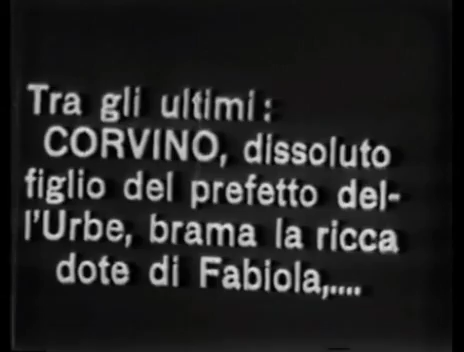 Tra gli ultimi:
CORVINO, dissoluto
figlio del prefetto del-
l'Urbe, brama la ricca
dote di Fabiola,....